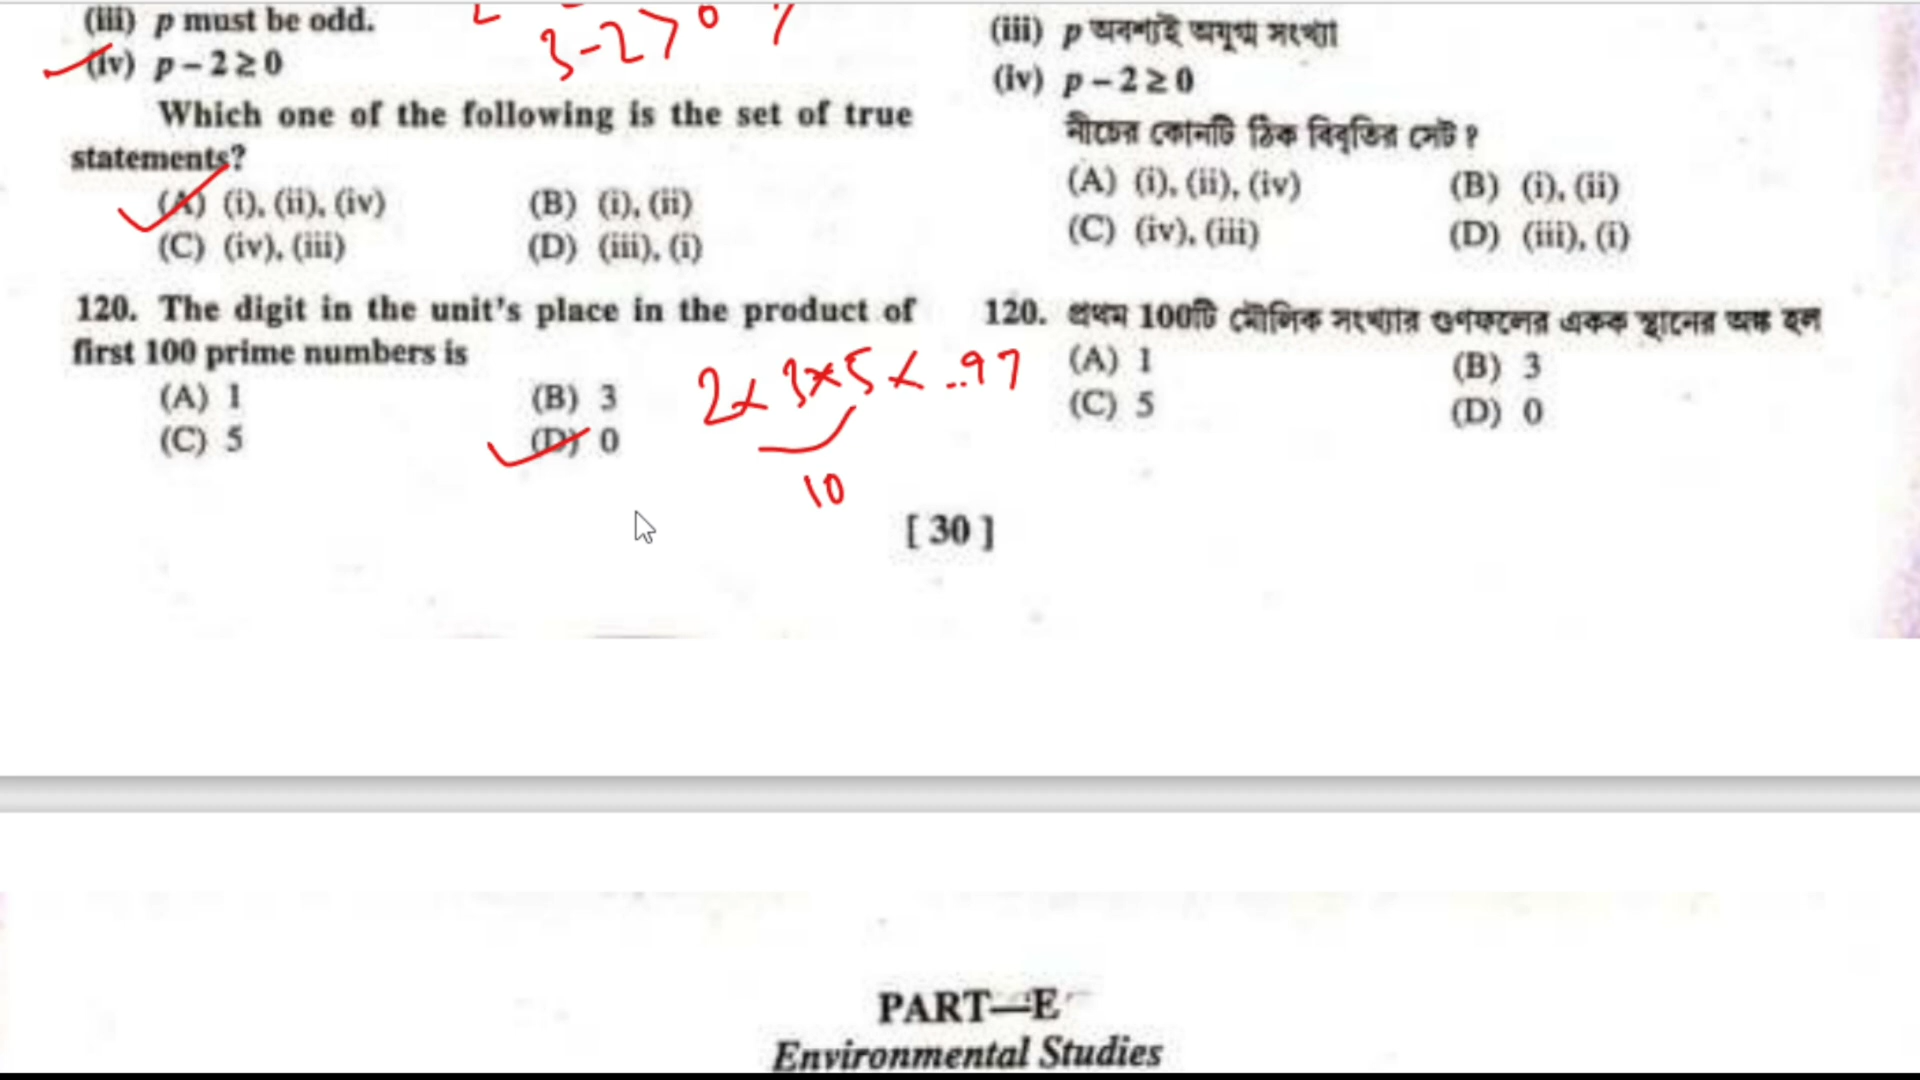 (iii) p must be odd.
(iv) p – 2 ≥ 0
3-2>0
Which one of the following is the set of true
statements?
(A) (i), (ii), (iv) (B) (i), (ii)
(C) (iv), (iii) (D) (iii), (i)
120. The digit in the unit's place in the product of
first 100 prime numbers is
(A) 1 (B) 3
(C) 5 (D) 0
2×3×5×...97
10
(iii) p অবশ্যই অযুগ্ম সংখ্যা
(iv) p – 2 ≥ 0
নীচের কোনটি ঠিক বিবৃতির সেট ?
(A) (i), (ii), (iv) (B) (i), (ii)
(C) (iv), (iii) (D) (iii), (i)
120. প্রথম 100টি মৌলিক সংখ্যার গুণফলের একক স্থানের অঙ্ক হল
(A) 1 (B) 3
(C) 5 (D) 0
[ 30 ]
PART—E
Environmental Studies